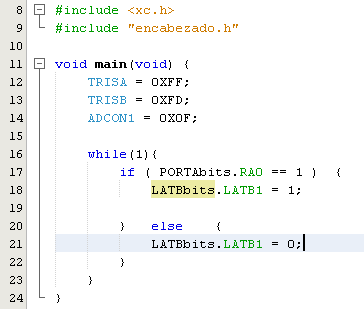 8 #include <xc.h>
9 #include "encabezado.h"
10
11 void main(void) {
12 TRISA = 0XFF;
13 TRISB = 0XFD;
14 ADCON1 = 0X0F;
15
16 while(1){
17 if ( PORTAbits.RA0 == 1 ) {
18 LATBbits.LATB1 = 1;
19
20 } else {
21 LATBbits.LATB1 = 0;
22 }
23 }
24 }